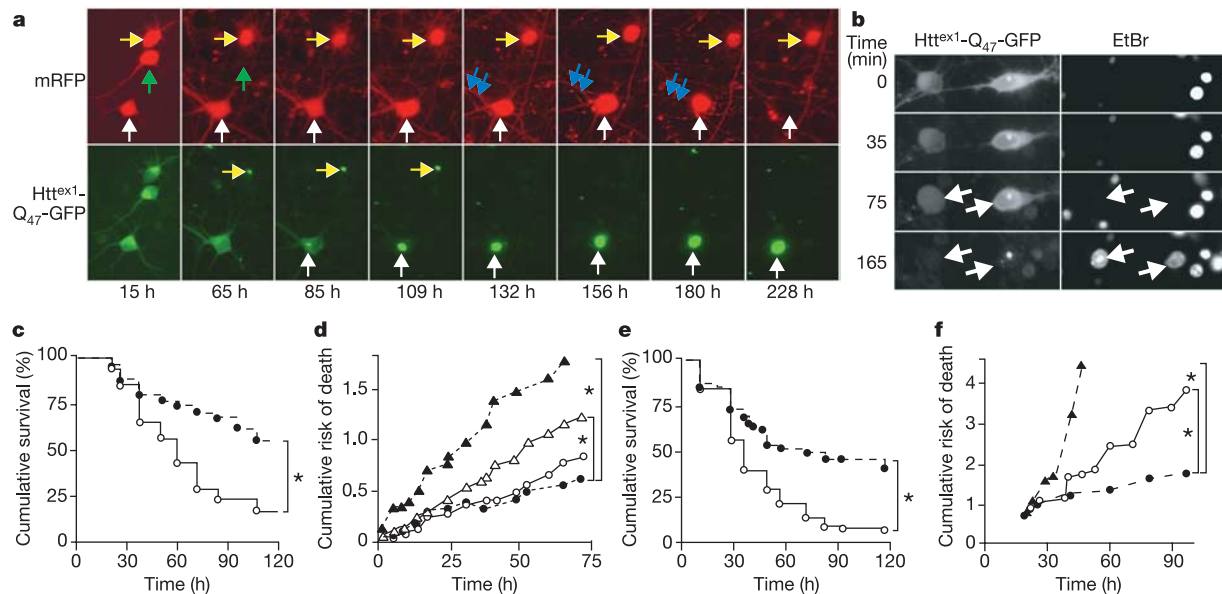 a
mRFP
Htt^ex1-
Q47-GFP
15 h 65 h 85 h 109 h 132 h 156 h 180 h 228 h
b
Time
(min)
Htt^ex1-Q47-GFP EtBr
0
35
75
165
c
Cumulative survival (%)
100
75
50
25
0
0 30 60 90 120
Time (h)
*
d
Cumulative risk of death
1.5
1.0
0.5
0
0 25 50 75
Time (h)
*
*
e
Cumulative survival (%)
100
75
50
25
0
0 30 60 90 120
Time (h)
*
f
Cumulative risk of death
4
3
2
1
0
30 60 90
Time (h)
*
*